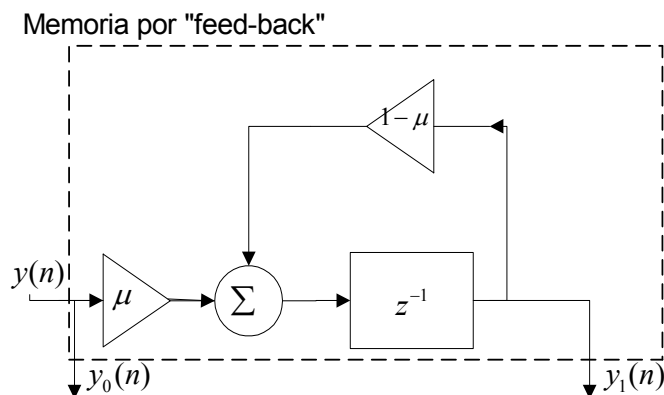 Memoria por "feed-back"
1 − μ
y(n)
μ
Σ
z⁻¹
y₀(n)
y₁(n)